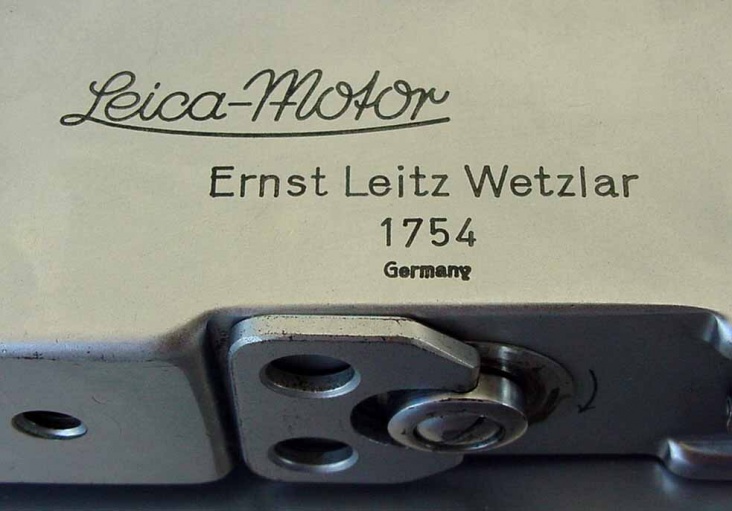 Leica-Motor
Ernst Leitz Wetzlar
1754
Germany